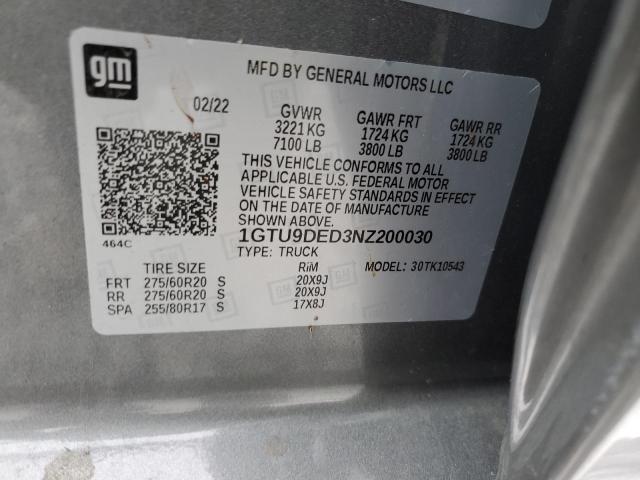 gm
MFD BY GENERAL MOTORS LLC
02/22
GVWR
3221 KG
7100 LB
GAWR FRT
1724 KG
3800 LB
GAWR RR
1724 KG
3800 LB
THIS VEHICLE CONFORMS TO ALL
APPLICABLE U.S. FEDERAL MOTOR
VEHICLE SAFETY STANDARDS IN EFFECT
ON THE DATE OF MANUFACTURE
SHOWN ABOVE.
464C
1GTU9DED3NZ200030
TYPE: TRUCK
MODEL: 30TK10543
TIRE SIZE RIM
FRT 275/60R20 S 20X9J
RR 275/60R20 S 20X9J
SPA 255/80R17 S 17X8J